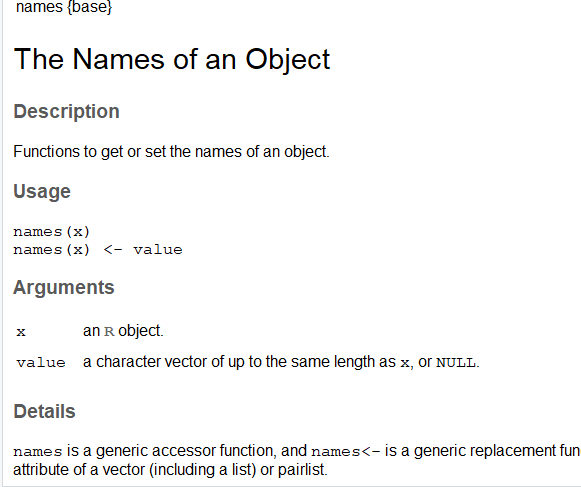 names {base}
The Names of an Object
Description
Functions to get or set the names of an object.
Usage
names(x)
names(x) <- value
Arguments
x an R object.
value a character vector of up to the same length as x, or NULL.
Details
names is a generic accessor function, and names<- is a generic replacement fun
attribute of a vector (including a list) or pairlist.